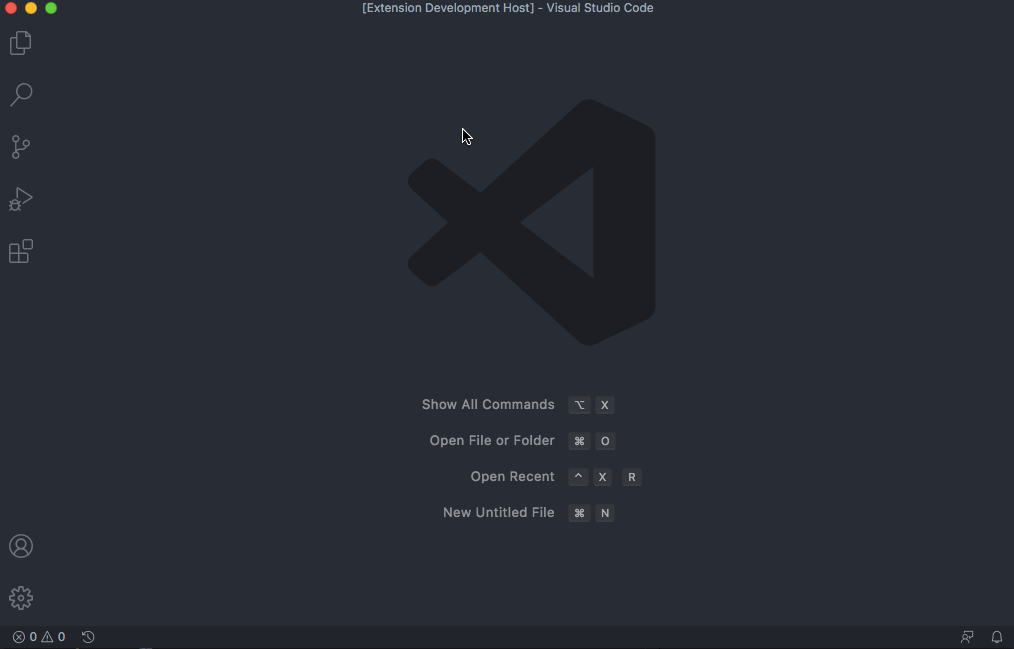 [Extension Development Host] - Visual Studio Code
Show All Commands ⌥ X
Open File or Folder ⌘ O
Open Recent ^ X R
New Untitled File ⌘ N
0 0